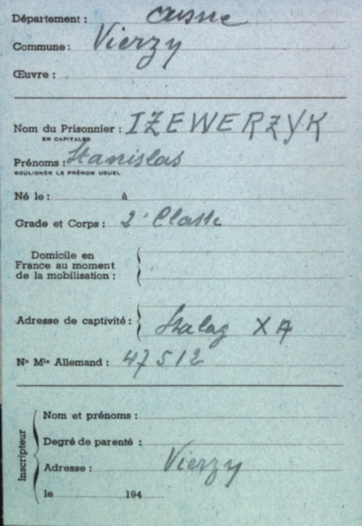 Département : Aisne
Commune : Vierzy
Œuvre :
Nom du Prisonnier : IZEWERZYK
EN CAPITALES
Prénoms : Stanislas
SOULIGNER LE PRÉNOM USUEL
Né le : à
Grade et Corps : 2e Classe
Domicile en
France au moment
de la mobilisation :
Adresse de captivité : Stalag XA
No Mle Allemand : 47512
Inscripteur
Nom et prénoms :
Degré de parenté :
Adresse : Vierzy
le 194